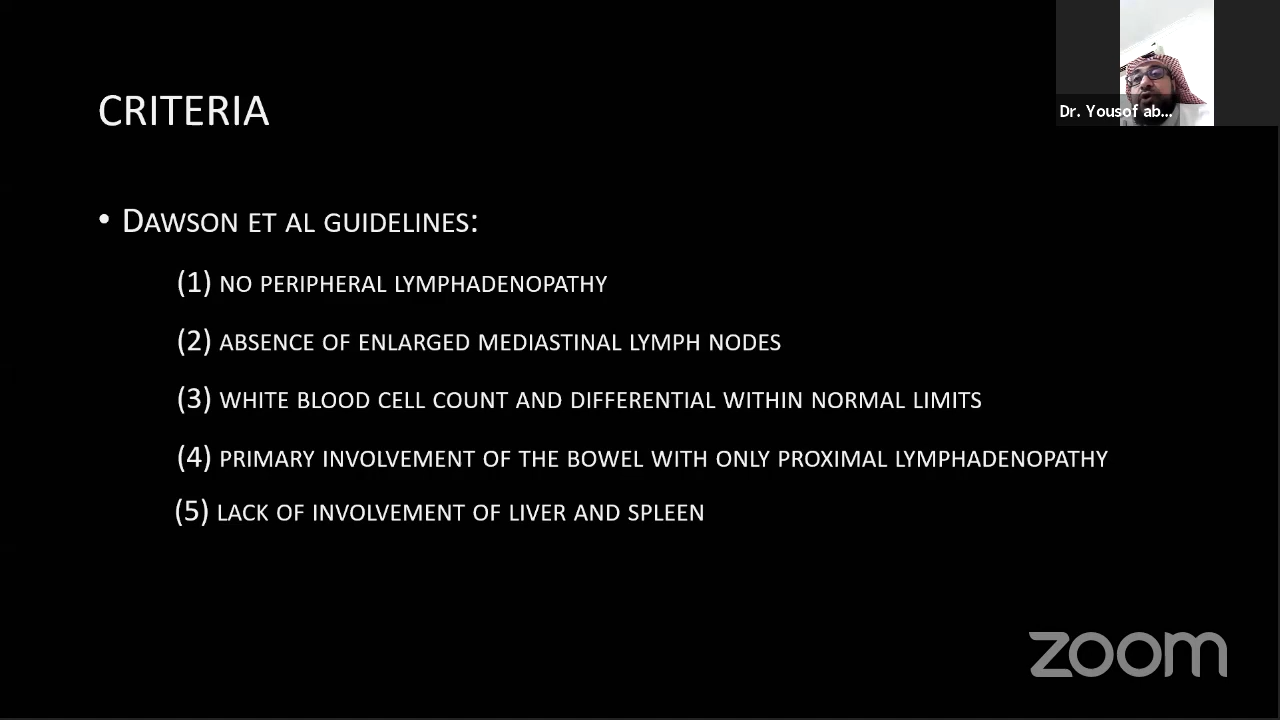 CRITERIA
Dr. Yousof ab...
• DAWSON ET AL GUIDELINES:
(1) NO PERIPHERAL LYMPHADENOPATHY
(2) ABSENCE OF ENLARGED MEDIASTINAL LYMPH NODES
(3) WHITE BLOOD CELL COUNT AND DIFFERENTIAL WITHIN NORMAL LIMITS
(4) PRIMARY INVOLVEMENT OF THE BOWEL WITH ONLY PROXIMAL LYMPHADENOPATHY
(5) LACK OF INVOLVEMENT OF LIVER AND SPLEEN
zoom